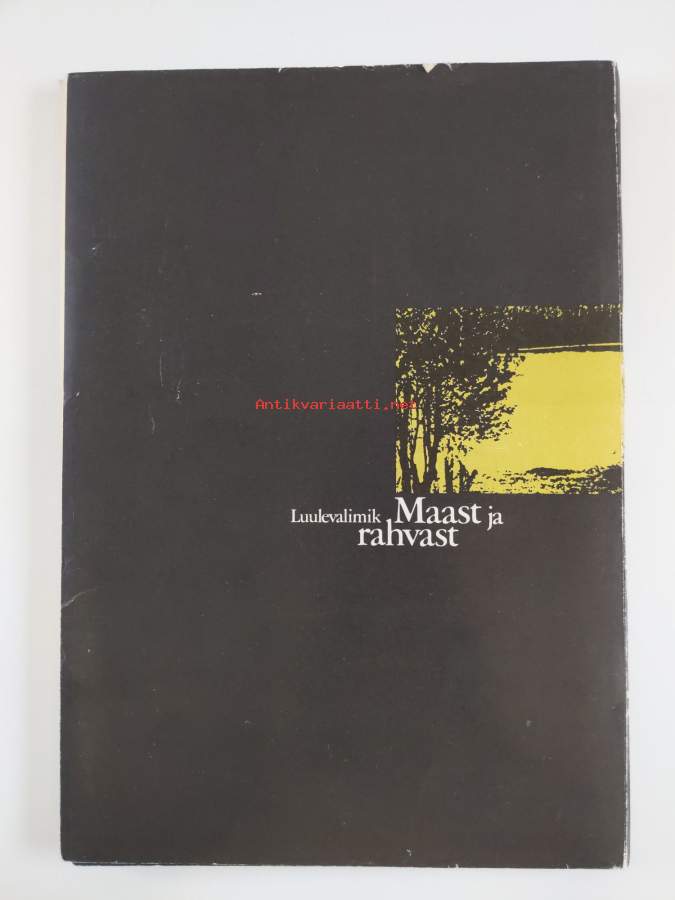 Antikvariaatti.net
Luulevalimik Maast ja
rahvast